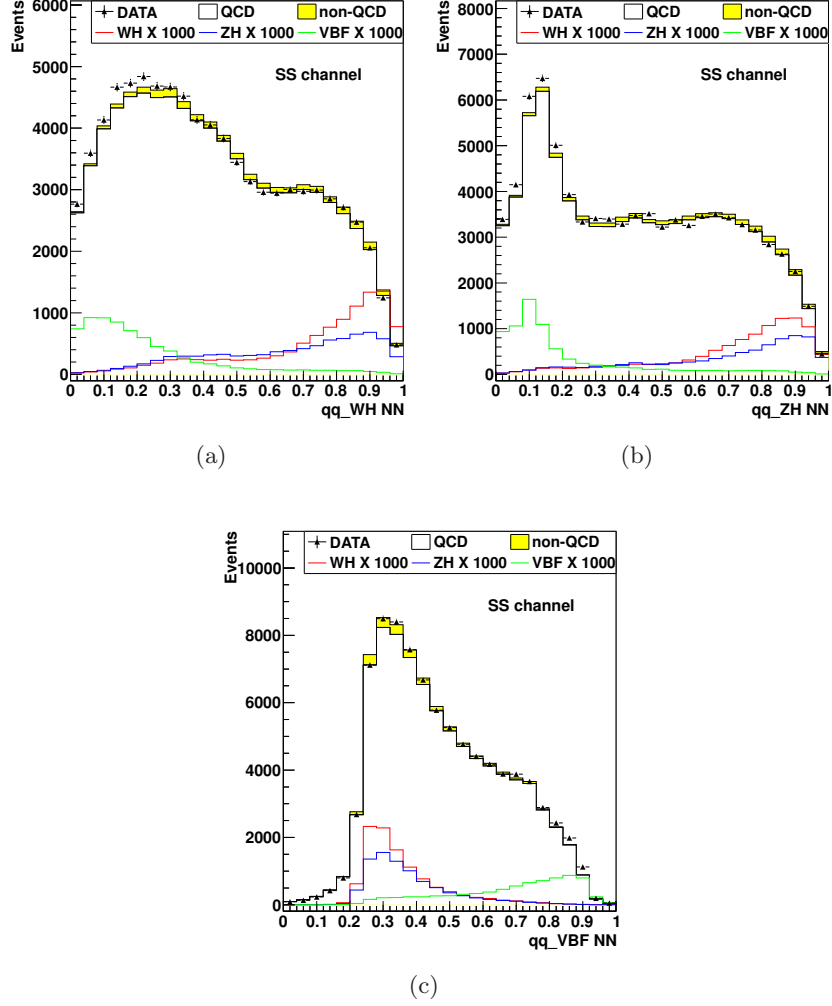 Events
6000
5000
4000
3000
2000
1000
0
DATA QCD non-QCD
WH X 1000 ZH X 1000 VBF X 1000
SS channel
0 0.1 0.2 0.3 0.4 0.5 0.6 0.7 0.8 0.9 1
qq_WH NN
(a)
Events
8000
7000
6000
5000
4000
3000
2000
1000
0
DATA QCD non-QCD
WH X 1000 ZH X 1000 VBF X 1000
SS channel
0 0.1 0.2 0.3 0.4 0.5 0.6 0.7 0.8 0.9 1
qq_ZH NN
(b)
Events
10000
8000
6000
4000
2000
0
DATA QCD non-QCD
WH X 1000 ZH X 1000 VBF X 1000
SS channel
0 0.1 0.2 0.3 0.4 0.5 0.6 0.7 0.8 0.9 1
qq_VBF NN
(c)